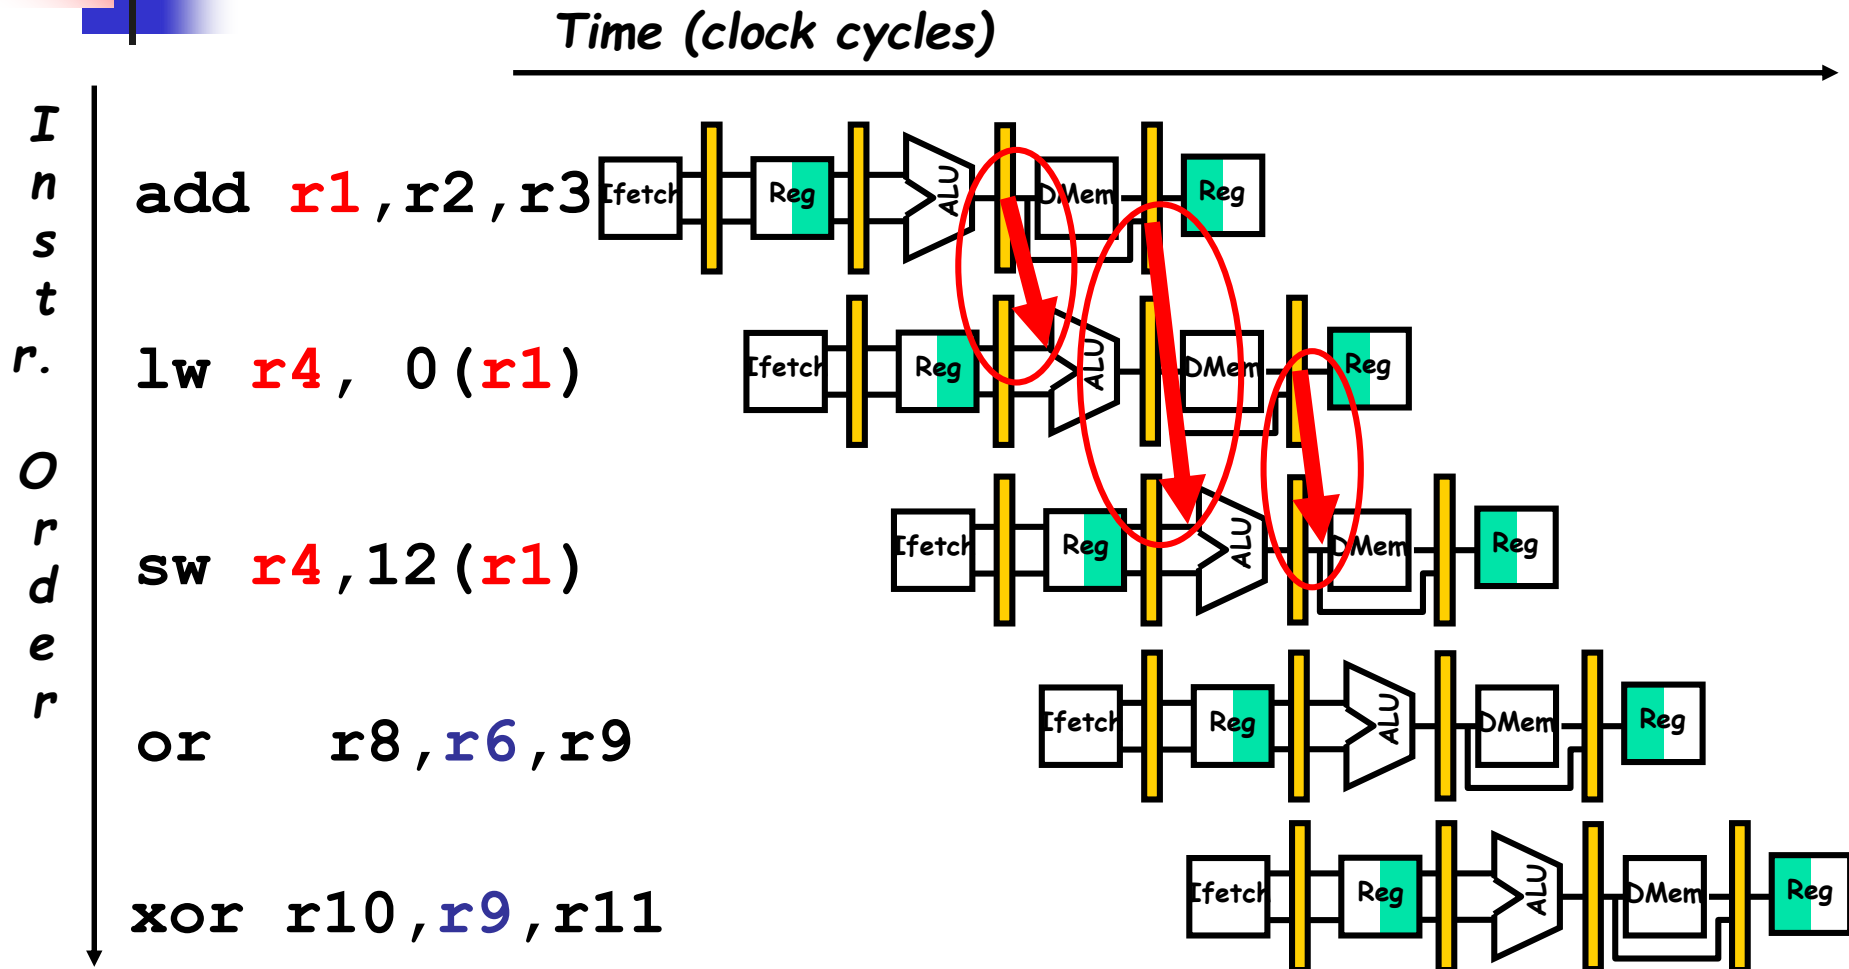 Time (clock cycles)
Instr. Order
add r1,r2,r3 Ifetch Reg ALU DMem Reg
lw r4, 0(r1) Ifetch Reg ALU DMem Reg
sw r4,12(r1) Ifetch Reg ALU DMem Reg
or r8,r6,r9 Ifetch Reg ALU DMem Reg
xor r10,r9,r11 Ifetch Reg ALU DMem Reg